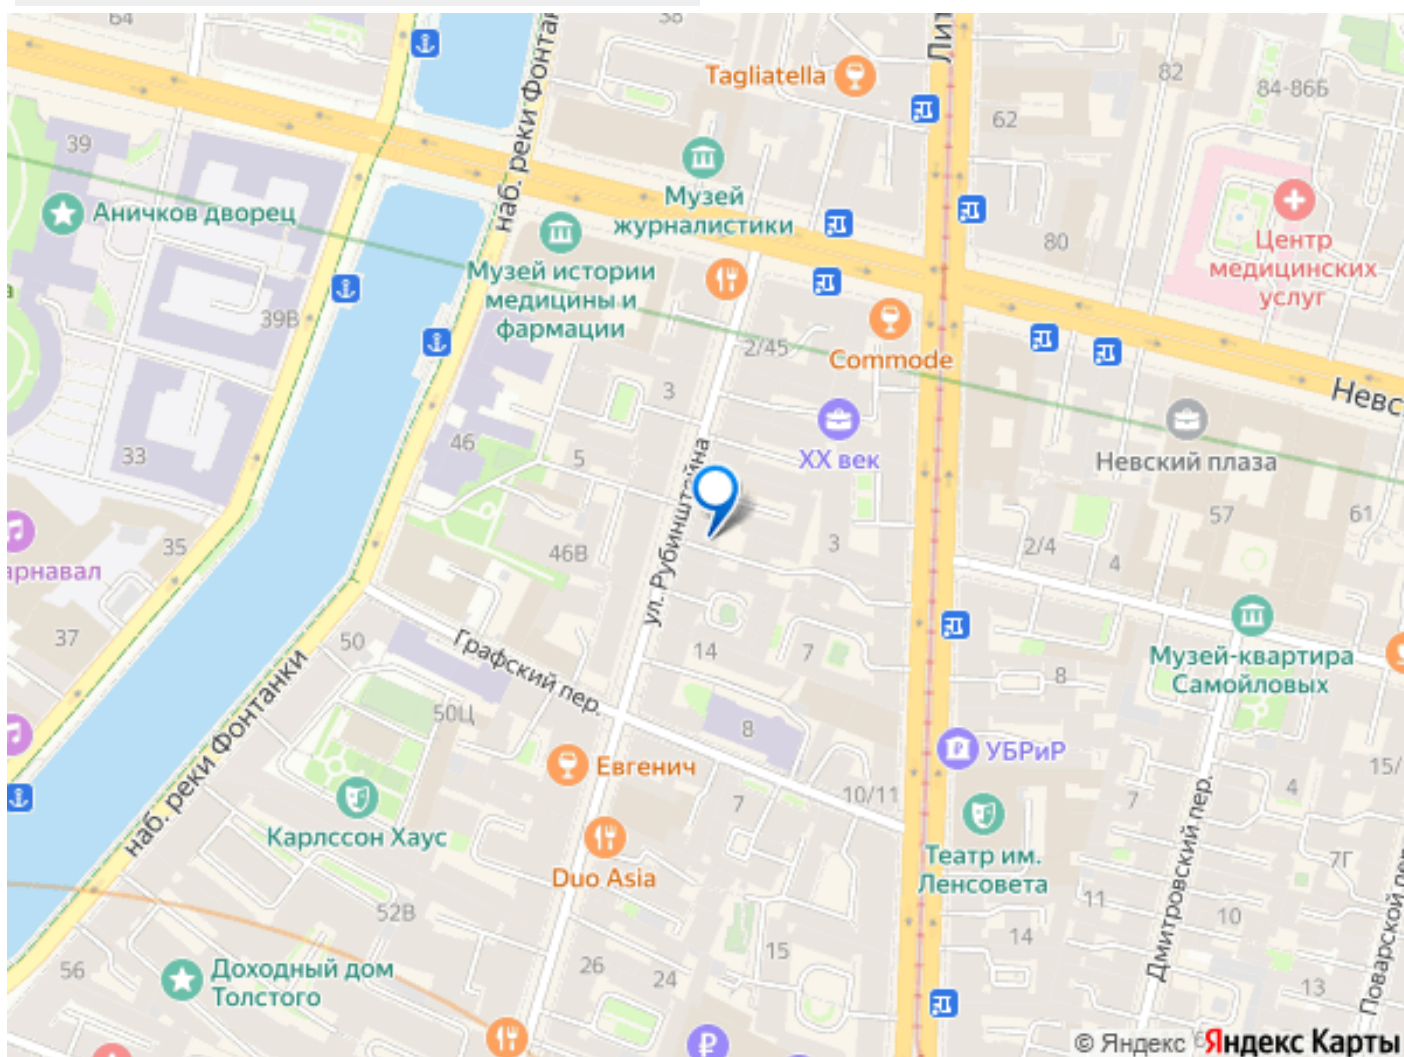 64
38
наб. реки Фонтан
Лит
Tagliatella
82
84-86Б
62
39
Музей
журналистики
Аничков дворец
80
Центр
медицинских
услуг
Музей истории
медицины и
фармации
а
39В
2/45
Commode
Невс
3
ХХ век
Невский плаза
46
5
33
ул. Рубинштейна
57
61
35
46В
3
2/4
4
арнавал
37
50
Графский пер.
14
7
8
Музей-квартира
Самойловых
наб. реки Фонтанки
50Ц
8
УБРиР
Евгенич
15/
7
10/11
7
4
Карлссон Хаус
Дмитровский пер.
Театр им.
Ленсовета
Duo Asia
7Г
Поварской пер
52В
11
10
14
15
56
Доходный дом
Толстого
26
24
13
© Яндекс
6
Яндекс Карты